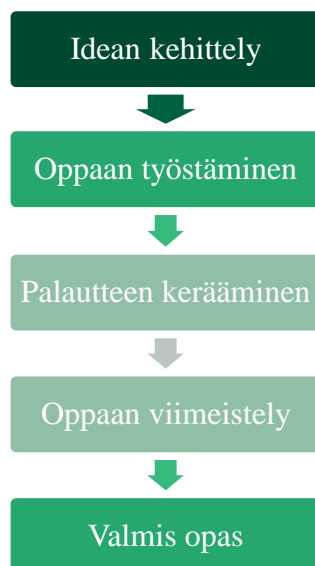 Idean kehittely
Oppaan työstäminen
Palautteen kerääminen
Oppaan viimeistely
Valmis opas